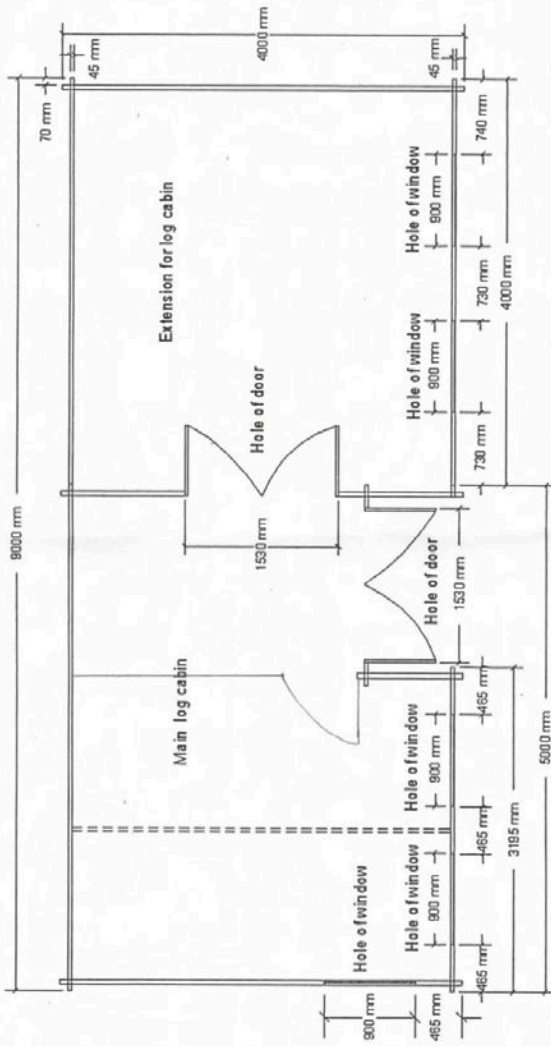 9000 mm
70 mm
45 mm
4000 mm
45 mm
Extension for log cabin
Main log cabin
Hole of door
1530 mm
Hole of door
1530 mm
Hole of window
900 mm
465 mm
Hole of window
900 mm
Hole of window
900 mm
Hole of window
900 mm
Hole of window
900 mm
465 mm
465 mm
465 mm
730 mm
730 mm
740 mm
3195 mm
4000 mm
5000 mm